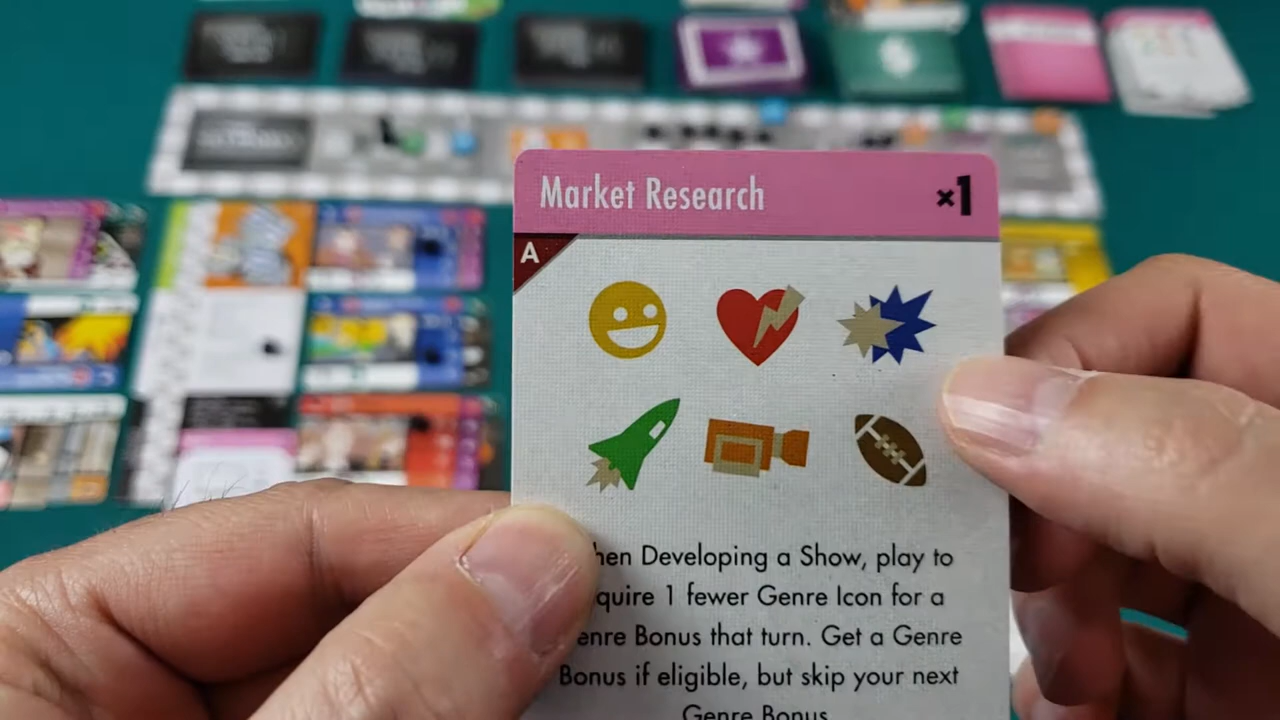 Market Research
×1
A
hen Developing a Show, play to
quire 1 fewer Genre Icon for a
enre Bonus that turn. Get a Genre
Bonus if eligible, but skip your next
Genre Bonus